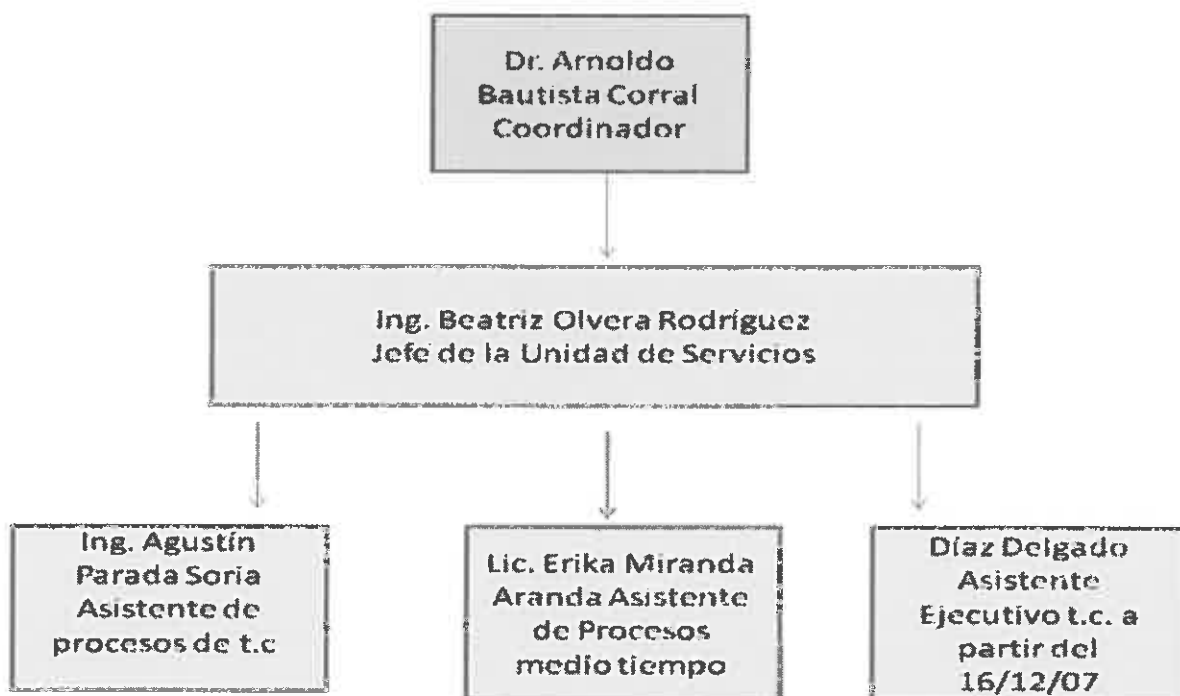 Dr. Arnoldo
Bautista Corral
Coordinador
Ing. Beatriz Olvera Rodríguez
Jefe de la Unidad de Servicios
Ing. Agustín
Parada Soria
Asistente de
procesos de t.c
Lic. Erika Miranda
Aranda Asistente
de Procesos
medio tiempo
Díaz Delgado
Asistente
Ejecutivo t.c. a
partir del
16/12/07